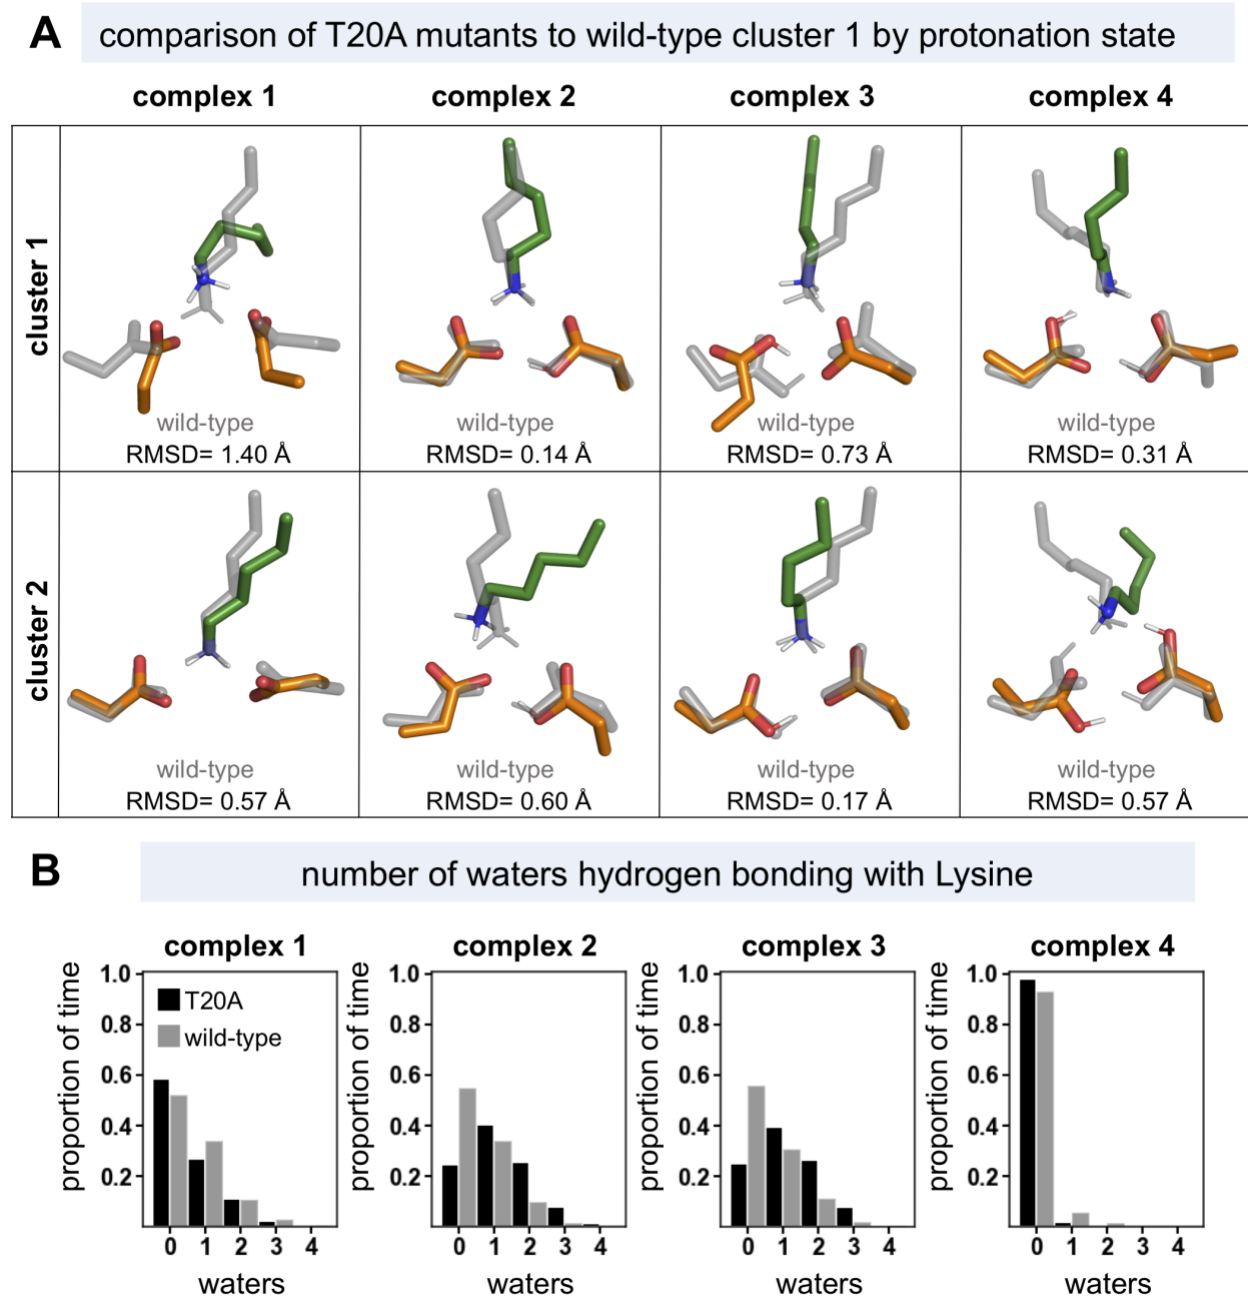 A comparison of T20A mutants to wild-type cluster 1 by protonation state
complex 1 complex 2 complex 3 complex 4
cluster 1
wild-type wild-type wild-type wild-type
RMSD= 1.40 Å RMSD= 0.14 Å RMSD= 0.73 Å RMSD= 0.31 Å
cluster 2
wild-type wild-type wild-type wild-type
RMSD= 0.57 Å RMSD= 0.60 Å RMSD= 0.17 Å RMSD= 0.57 Å
B number of waters hydrogen bonding with Lysine
complex 1
proportion of time
1.0
0.8
0.6
0.4
0.2
T20A
wild-type
0 1 2 3 4
waters
complex 2
proportion of time
1.0
0.8
0.6
0.4
0.2
0 1 2 3 4
waters
complex 3
proportion of time
1.0
0.8
0.6
0.4
0.2
0 1 2 3 4
waters
complex 4
proportion of time
1.0
0.8
0.6
0.4
0.2
0 1 2 3 4
waters